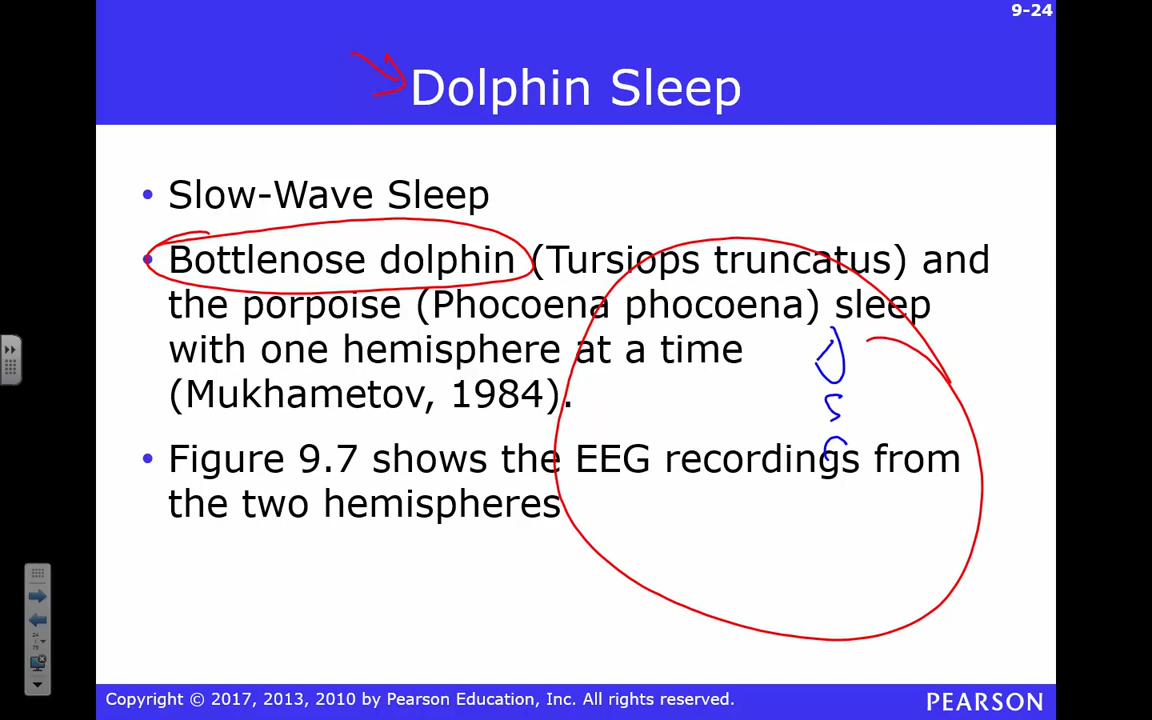 9-24
Dolphin Sleep
• Slow-Wave Sleep
• Bottlenose dolphin (Tursiops truncatus) and
the porpoise (Phocoena phocoena) sleep
with one hemisphere at a time
(Mukhametov, 1984).
• Figure 9.7 shows the EEG recordings from
the two hemispheres
24
79
Copyright © 2017, 2013, 2010 by Pearson Education, Inc. All rights reserved.
PEARSON